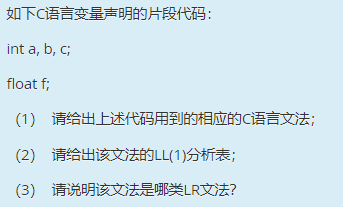 如下C语言变量声明的片段代码：
int a, b, c;
float f;
（1） 请给出上述代码用到的相应的C语言文法；
（2） 请给出该文法的LL(1)分析表；
（3） 请说明该文法是哪类LR文法？